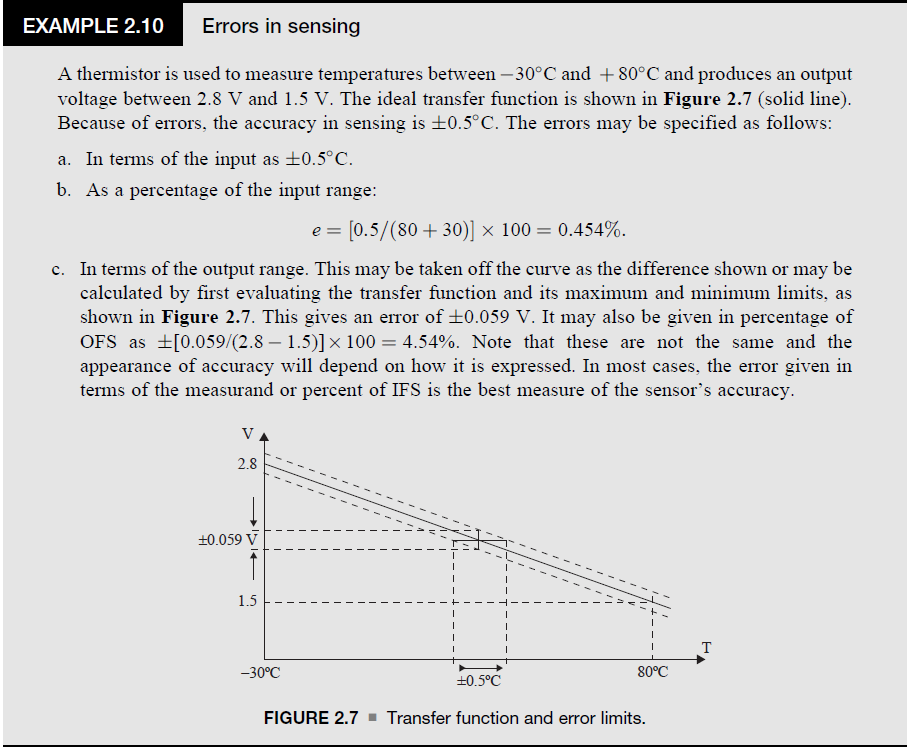 EXAMPLE 2.10 Errors in sensing
A thermistor is used to measure temperatures between −30°C and +80°C and produces an output
voltage between 2.8 V and 1.5 V. The ideal transfer function is shown in Figure 2.7 (solid line).
Because of errors, the accuracy in sensing is ±0.5°C. The errors may be specified as follows:
a. In terms of the input as ±0.5°C.
b. As a percentage of the input range:
e = [0.5/(80 + 30)] × 100 = 0.454%.
c. In terms of the output range. This may be taken off the curve as the difference shown or may be
calculated by first evaluating the transfer function and its maximum and minimum limits, as
shown in Figure 2.7. This gives an error of ±0.059 V. It may also be given in percentage of
OFS as ±[0.059/(2.8 – 1.5)] × 100 = 4.54%. Note that these are not the same and the
appearance of accuracy will depend on how it is expressed. In most cases, the error given in
terms of the measurand or percent of IFS is the best measure of the sensor's accuracy.
V
2.8
±0.059 V
1.5
T
−30ºC
±0.5ºC
80ºC
FIGURE 2.7 ■ Transfer function and error limits.